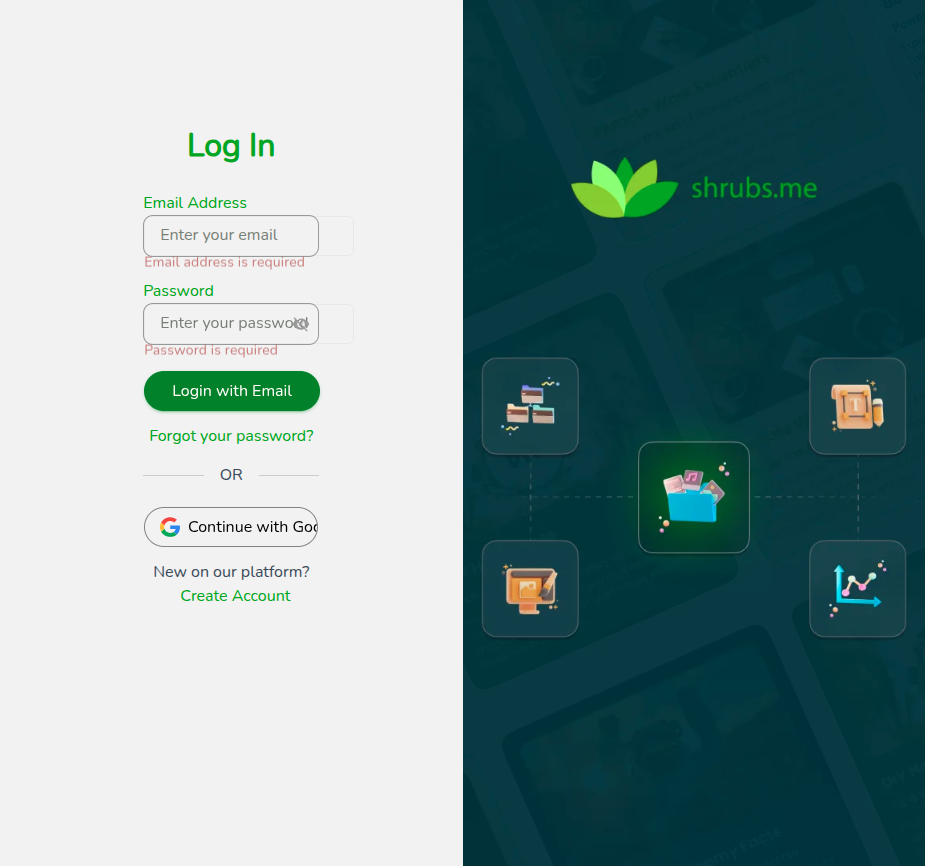 Log In
Email Address
Enter your email
Email address is required
Password
Enter your password
Password is required
Login with Email
Forgot your password?
OR
Continue with Goo
New on our platform?
Create Account
shrubs.me
T